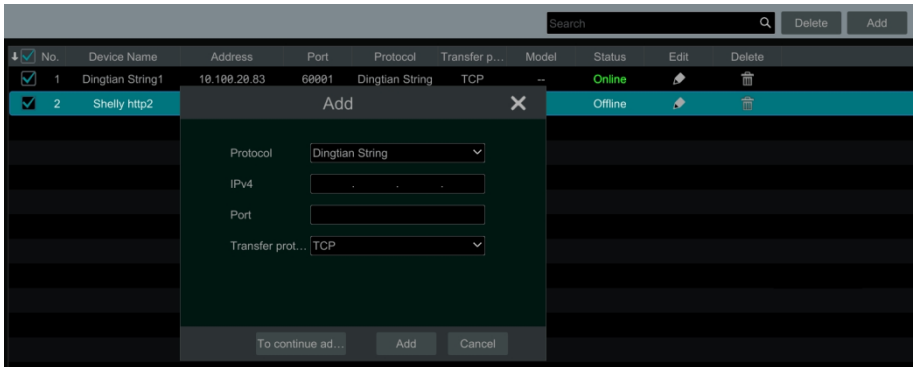 Search Delete Add
No. Device Name Address Port Protocol Transfer p... Model Status Edit Delete
1 Dingtian String1 10.100.20.83 60001 Dingtian String TCP -- Online
2 Shelly http2 Offline
Add
Protocol Dingtian String
IPv4 . . .
Port
Transfer prot... TCP
To continue ad... Add Cancel